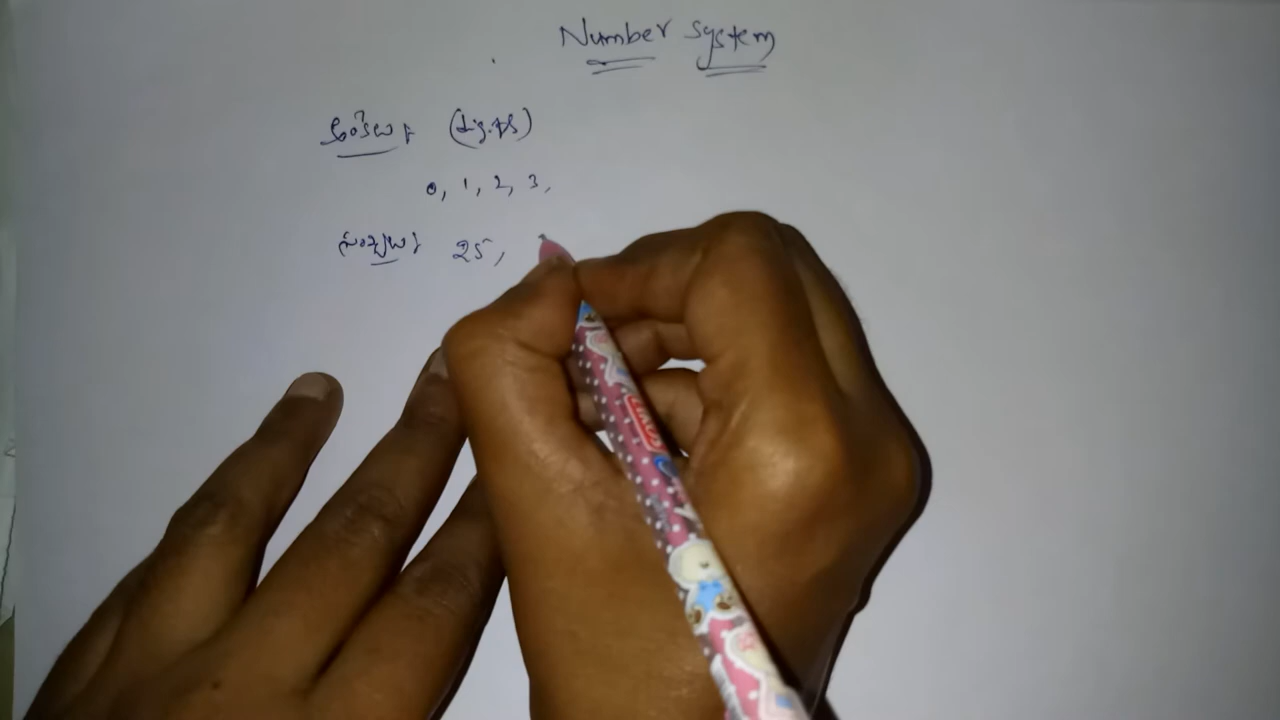 Number System
అంకెలు : (digits)
0, 1, 2, 3,
సంఖ్యలు : 25,